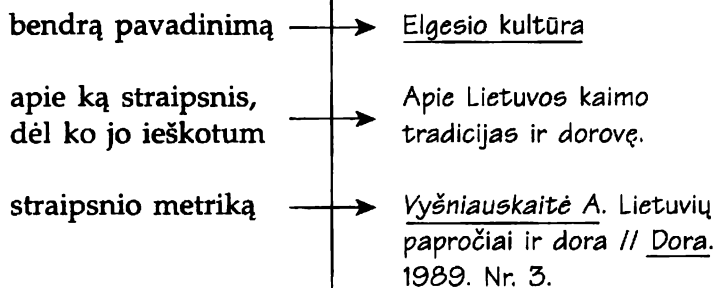 bendrą pavadinimą
Elgesio kultūra
apie ką straipsnis,
dėl ko jo ieškotum
Apie Lietuvos kaimo
tradicijas ir dorovę.
straipsnio metriką
Vyšniauskaitė A. Lietuvių
papročiai ir dora // Dora.
1989. Nr. 3.